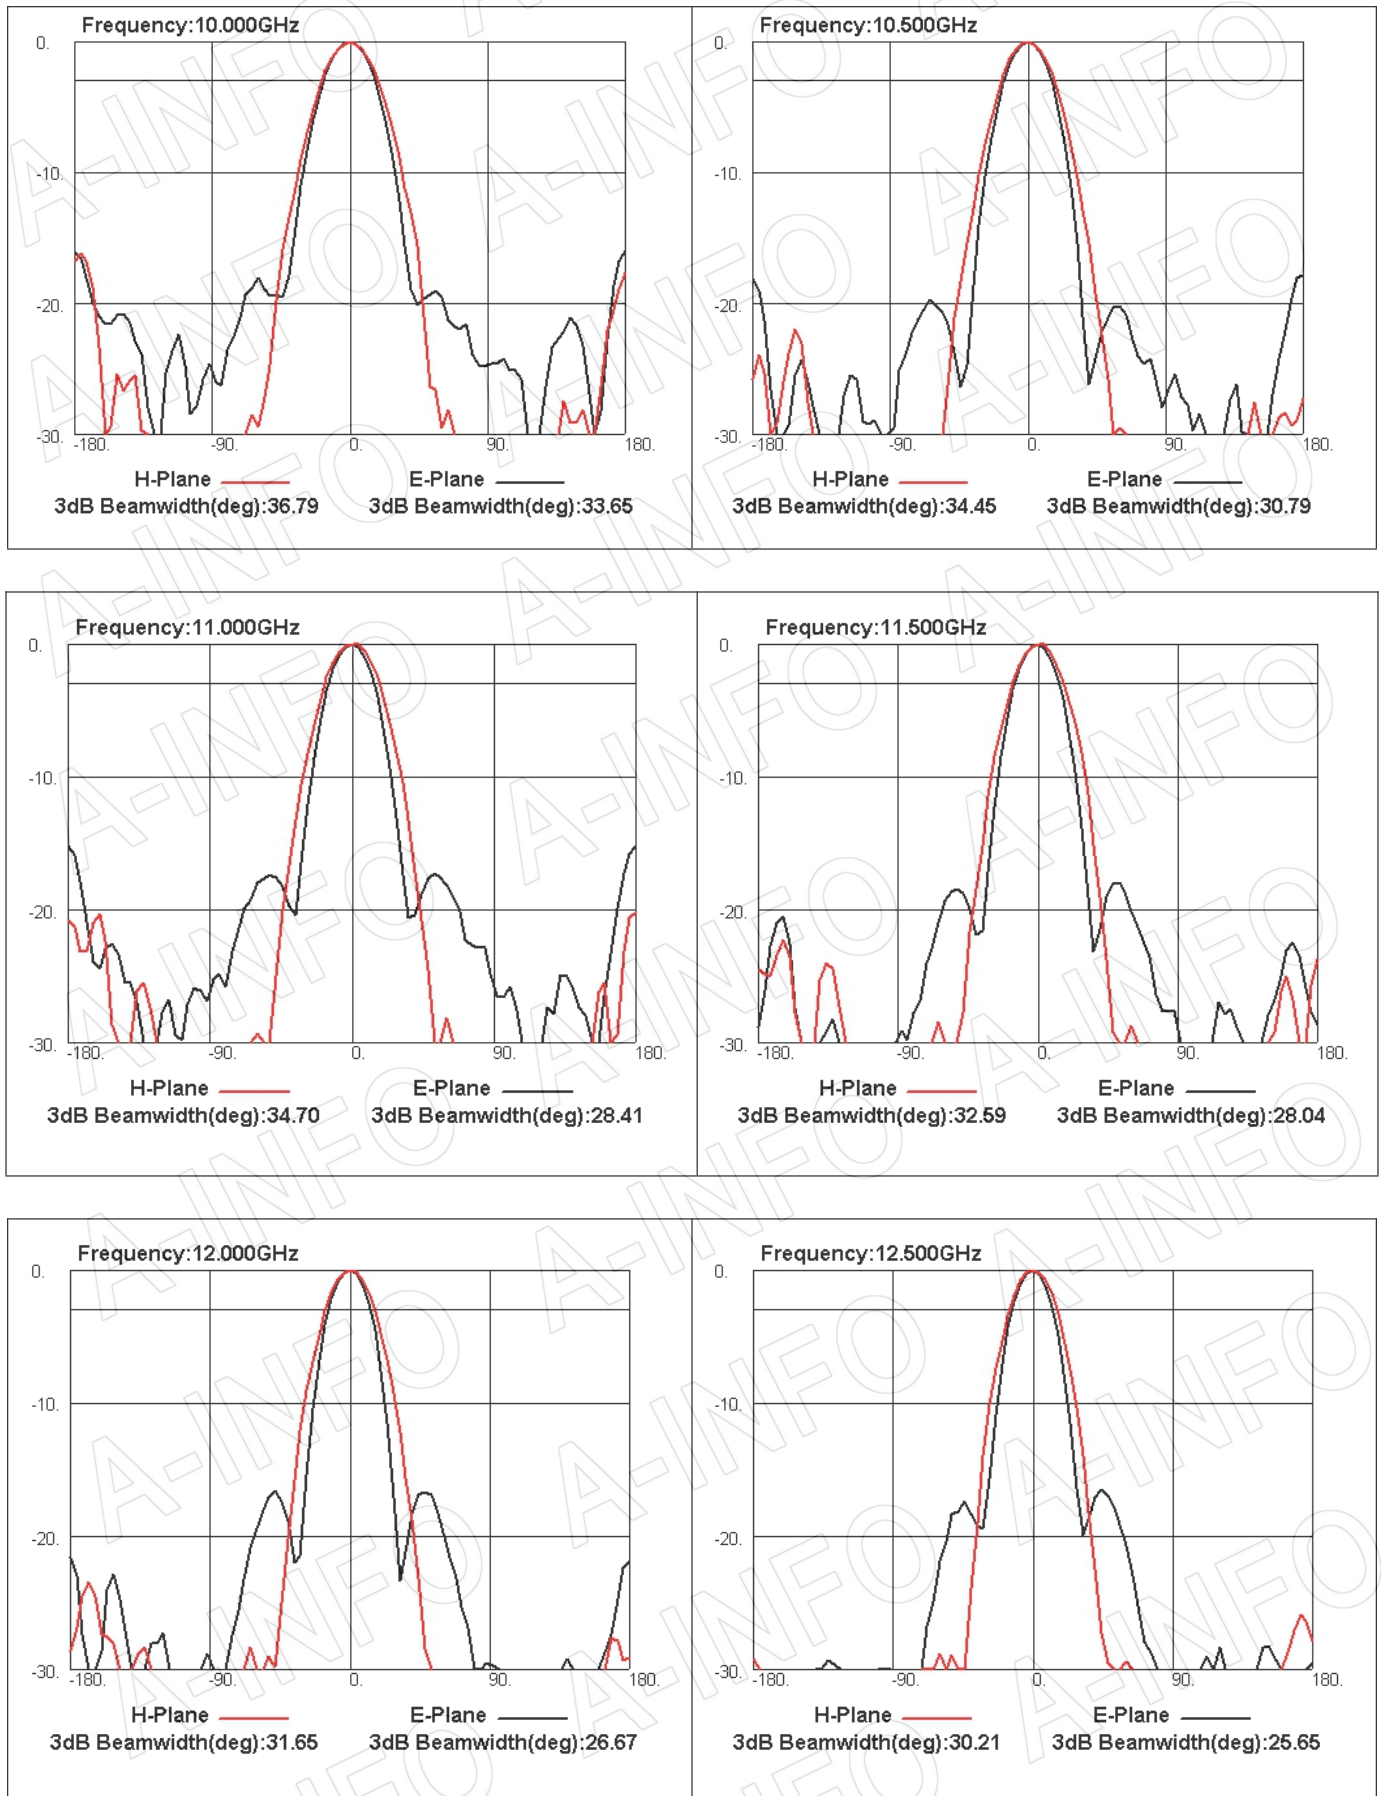 Frequency:10.000GHz
0.
-10.
-20.
-30.
-180. -90. 0. 90. 180.
H-Plane E-Plane
3dB Beamwidth(deg):36.79 3dB Beamwidth(deg):33.65
Frequency:10.500GHz
0.
-10.
-20.
-30.
-180. -90. 0. 90. 180.
H-Plane E-Plane
3dB Beamwidth(deg):34.45 3dB Beamwidth(deg):30.79
Frequency:11.000GHz
0.
-10.
-20.
-30.
-180. -90. 0. 90. 180.
H-Plane E-Plane
3dB Beamwidth(deg):34.70 3dB Beamwidth(deg):28.41
Frequency:11.500GHz
0.
-10.
-20.
-30.
-180. -90. 0. 90. 180.
H-Plane E-Plane
3dB Beamwidth(deg):32.59 3dB Beamwidth(deg):28.04
Frequency:12.000GHz
0.
-10.
-20.
-30.
-180. -90. 0. 90. 180.
H-Plane E-Plane
3dB Beamwidth(deg):31.65 3dB Beamwidth(deg):26.67
Frequency:12.500GHz
0.
-10.
-20.
-30.
-180. -90. 0. 90. 180.
H-Plane E-Plane
3dB Beamwidth(deg):30.21 3dB Beamwidth(deg):25.65
A-INFO